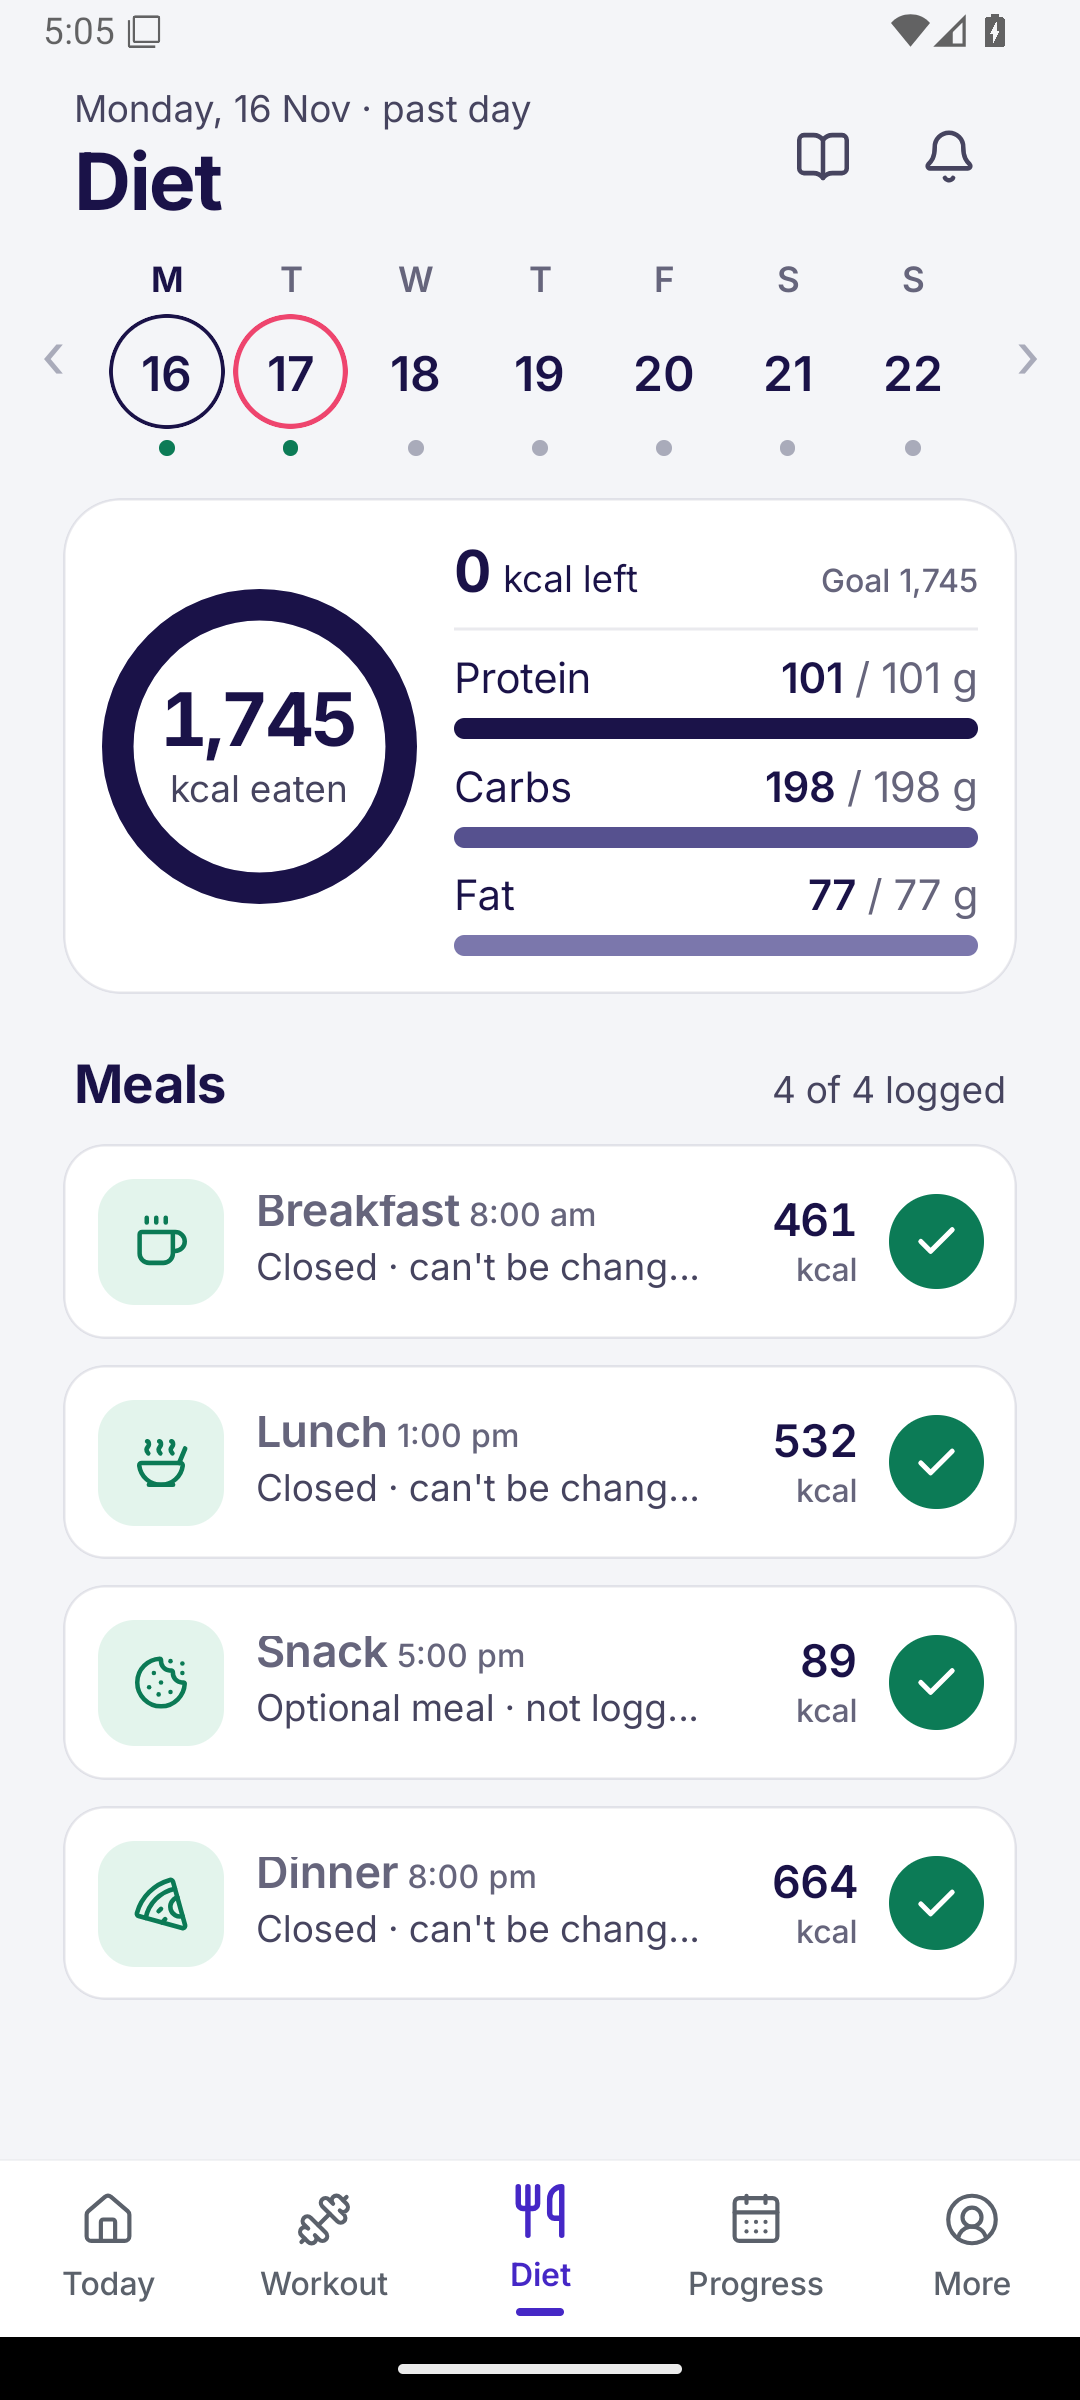 5:05
Monday, 16 Nov · past day
Diet
M T W T F S S
16 17 18 19 20 21 22
0 kcal left Goal 1,745
1,745
kcal eaten
Protein 101 / 101 g
Carbs 198 / 198 g
Fat 77 / 77 g
Meals 4 of 4 logged
Breakfast 8:00 am 461
Closed · can't be chang... kcal
Lunch 1:00 pm 532
Closed · can't be chang... kcal
Snack 5:00 pm 89
Optional meal · not logg... kcal
Dinner 8:00 pm 664
Closed · can't be chang... kcal
Today Workout Diet Progress More